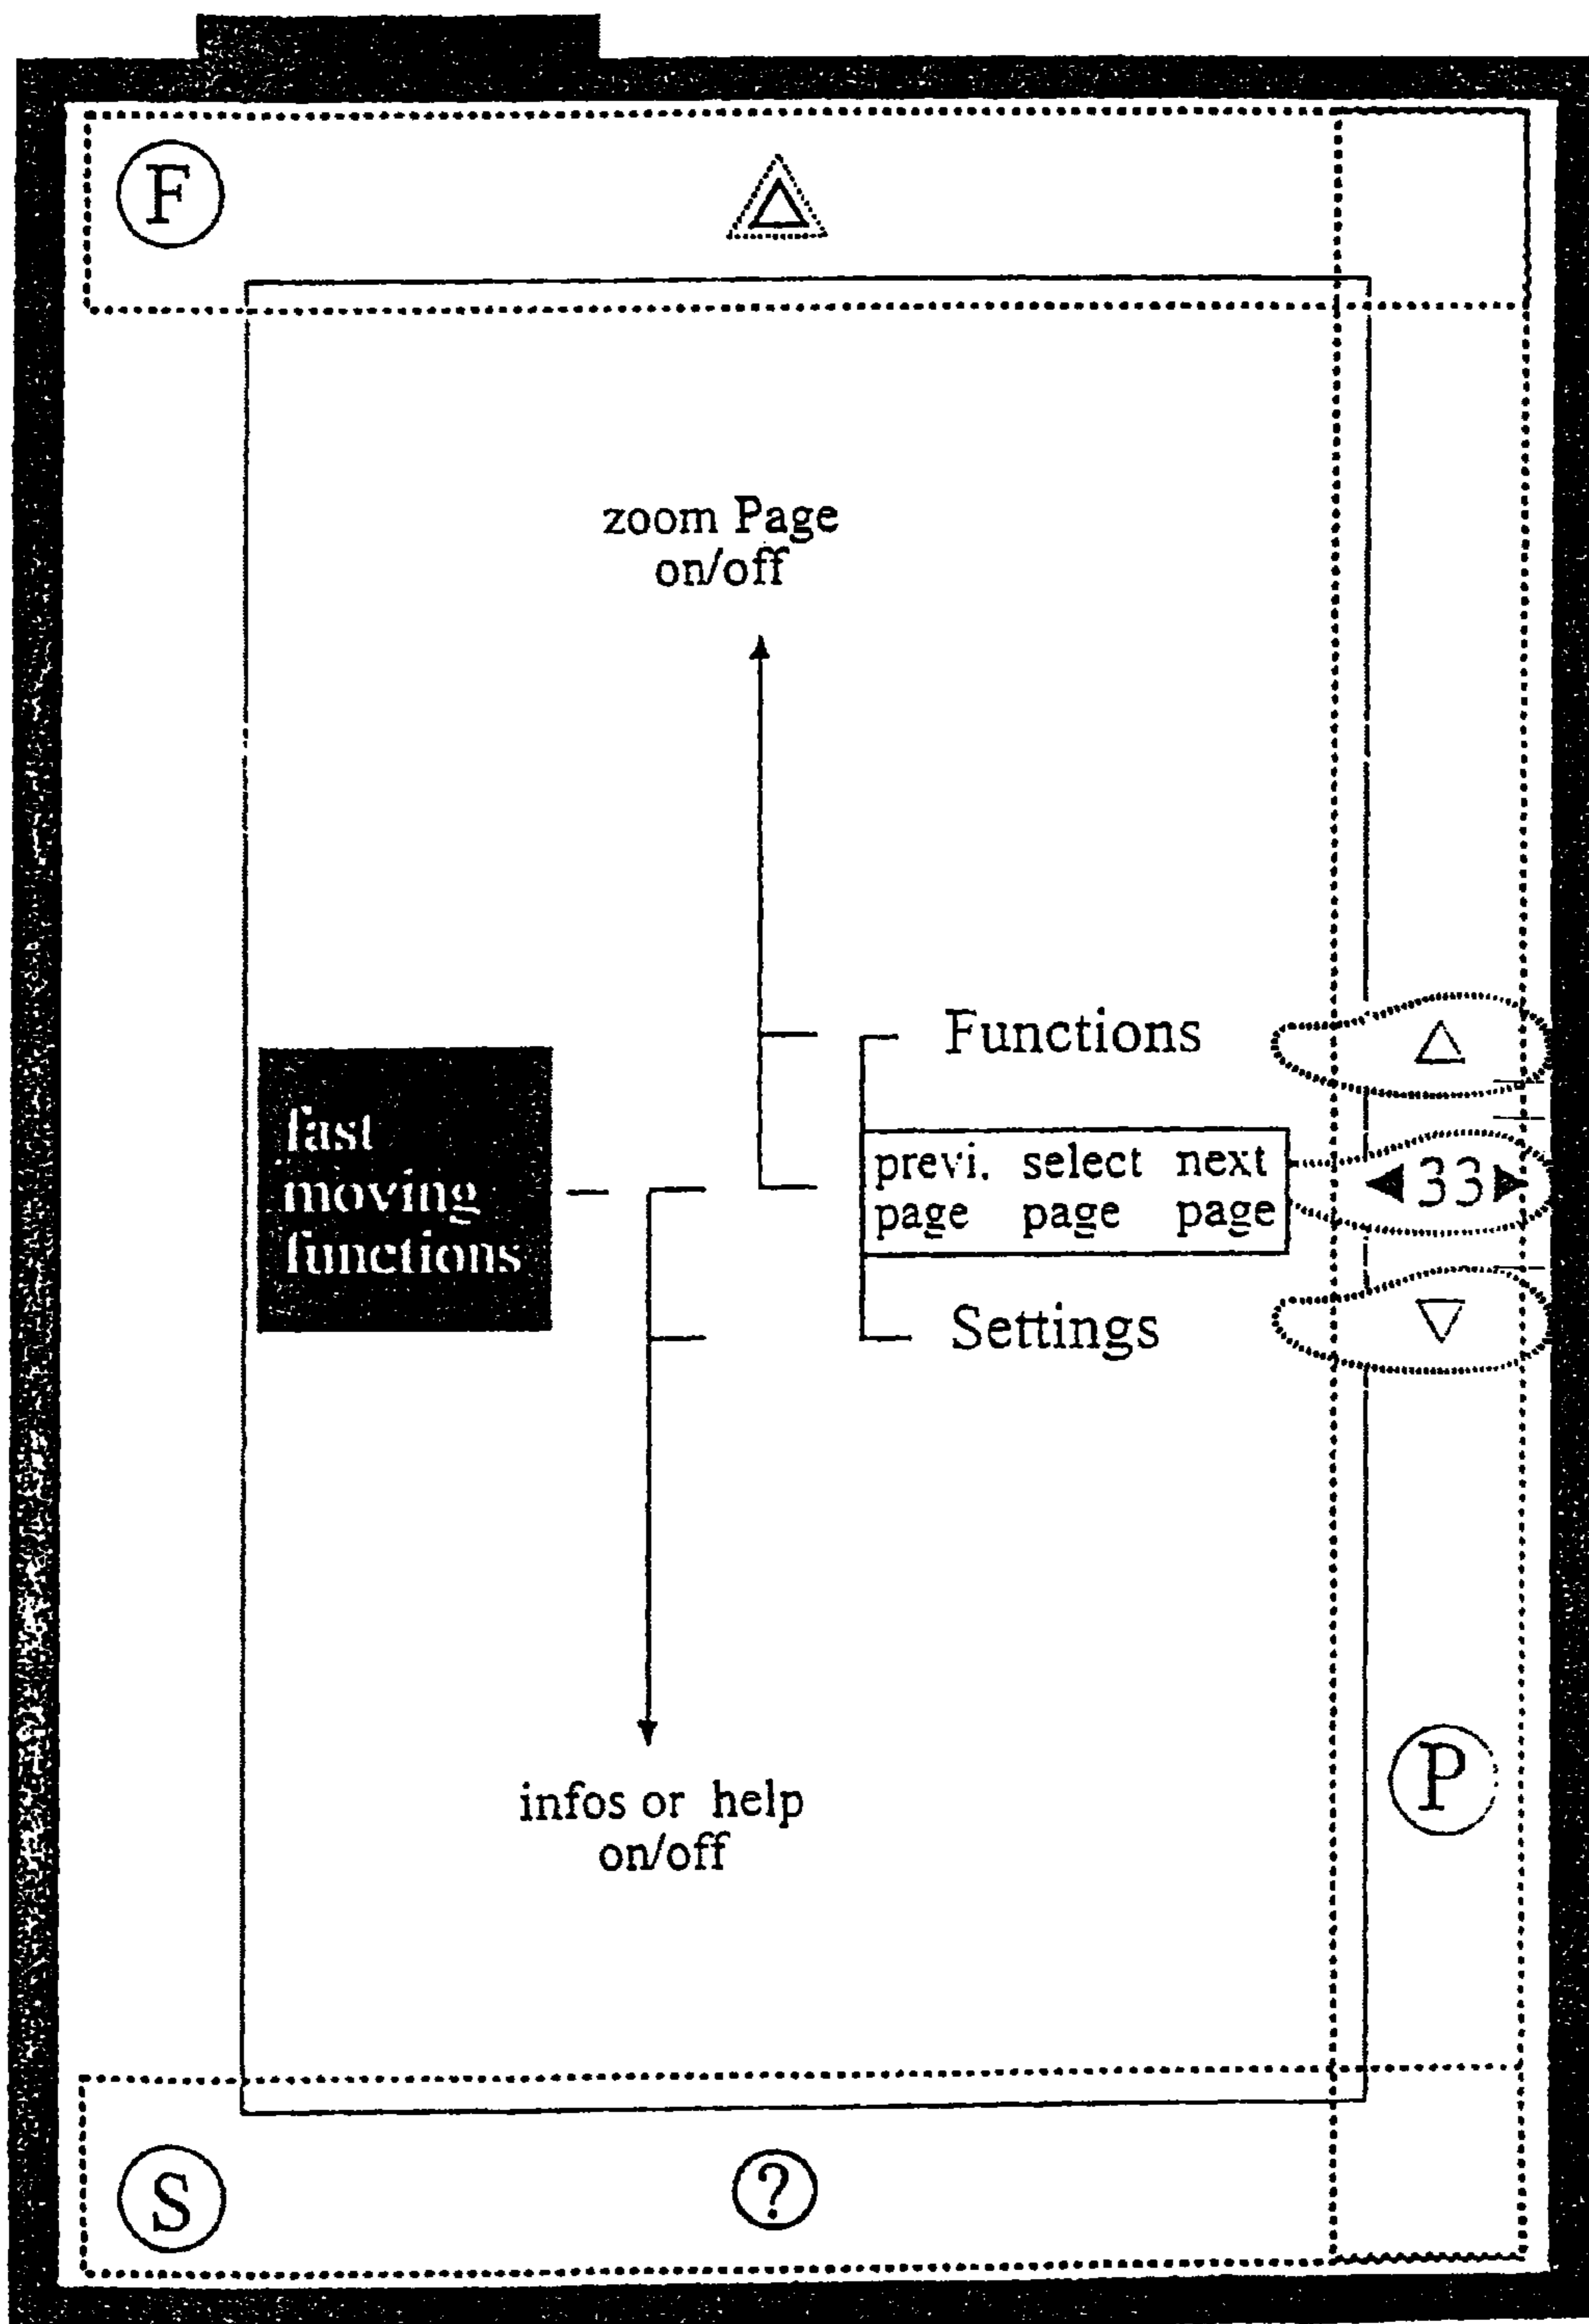 F
zoom Page
on/off
Functions
fast
moving
functions
previ. select next
page page page
33
Settings
P
infos or help
on/off
S
?